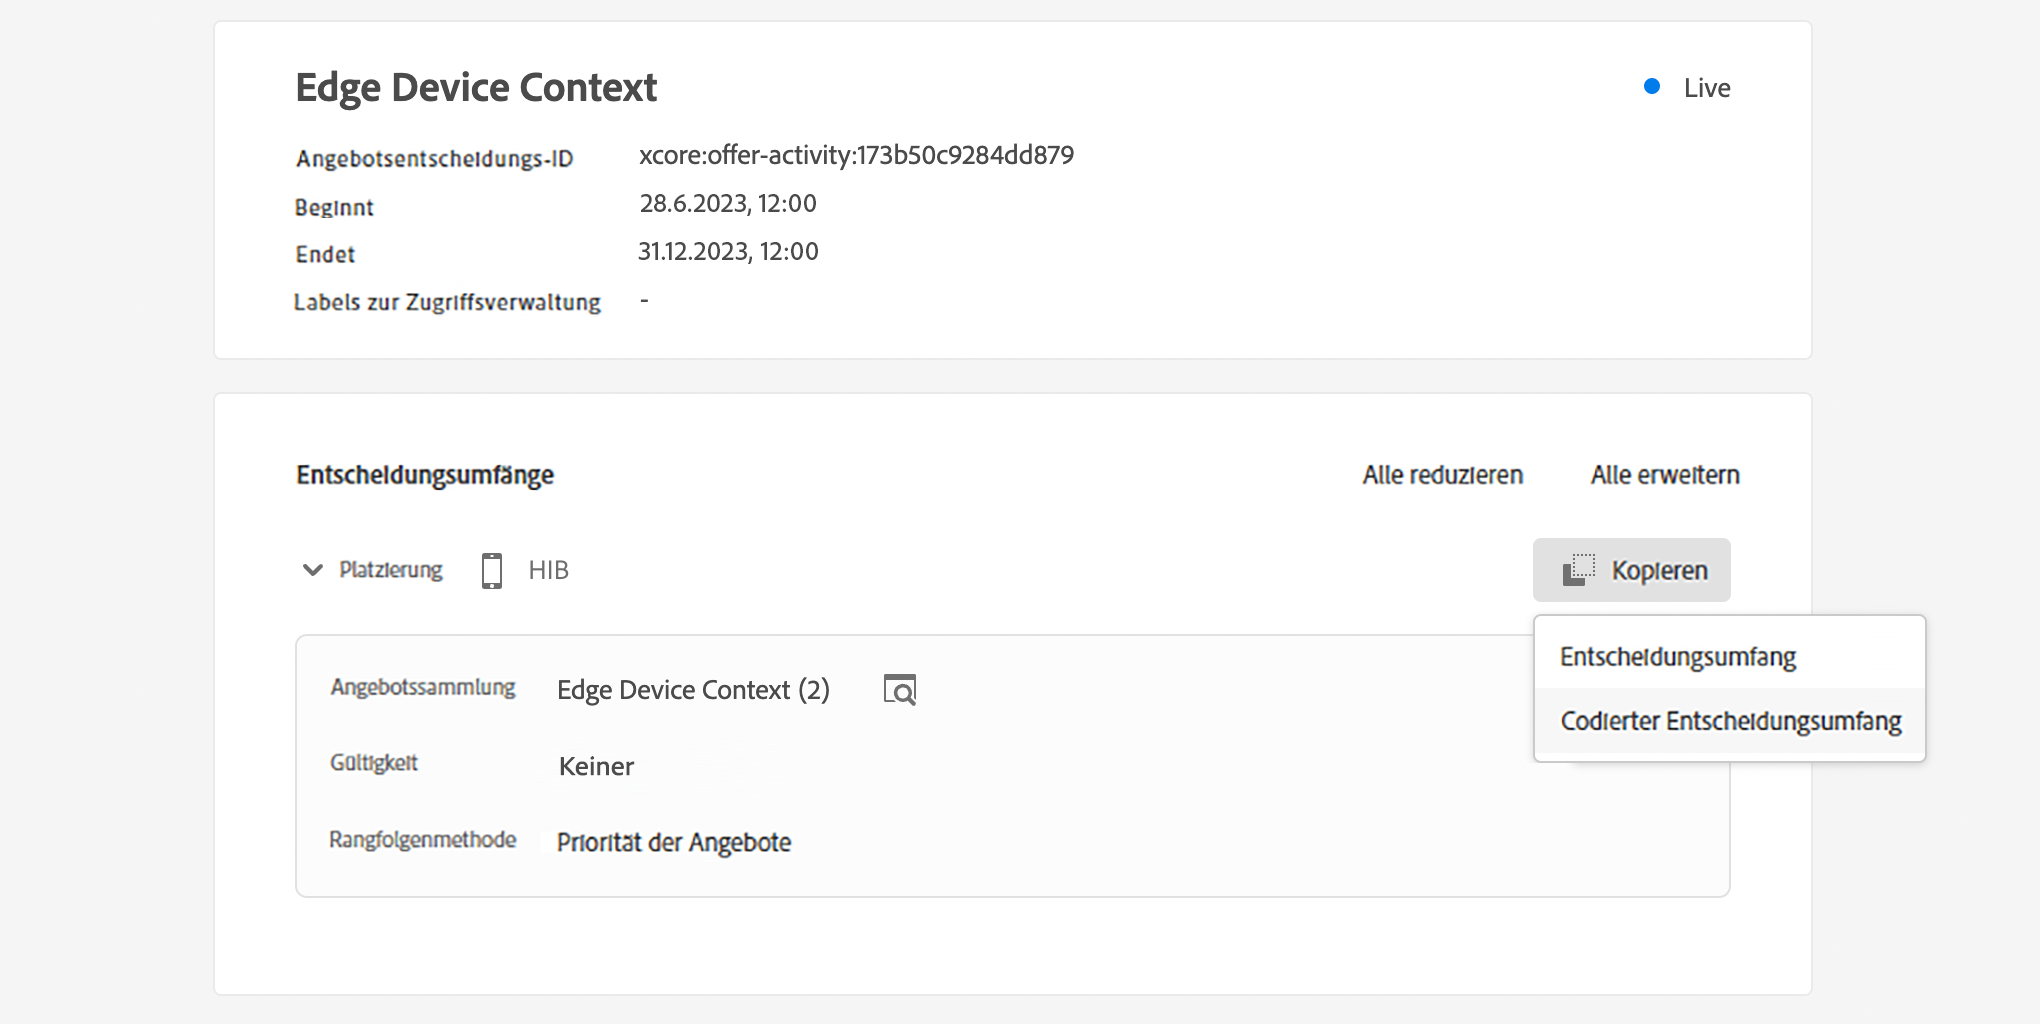 Edge Device Context
Live
Angebotsentscheidungs-ID xcore:offer-activity:173b50c9284dd879
Beginnt 28.6.2023, 12:00
Endet 31.12.2023, 12:00
Labels zur Zugriffsverwaltung -
Entscheidungsumfänge
Alle reduzieren Alle erweitern
Platzierung HIB
Kopieren
Entscheidungsumfang
Codierter Entscheidungsumfang
Angebotssammlung Edge Device Context (2)
Gültigkeit Keiner
Rangfolgenmethode Priorität der Angebote